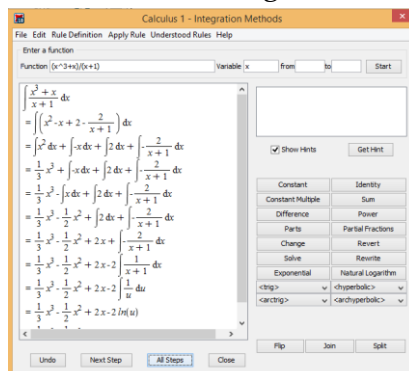 Calculus 1 - Integration Methods
File Edit Rule Definition Apply Rule Understood Rules Help
Enter a function
Function (x^3+x)/(x+1) Variable x from to Start
∫ (x³ + x)/(x + 1) dx
= ∫ (x² - x + 2 - 2/(x + 1)) dx
= ∫ x² dx + ∫ -x dx + ∫ 2 dx + ∫ - 2/(x + 1) dx
= 1/3 x³ + ∫ -x dx + ∫ 2 dx + ∫ - 2/(x + 1) dx
= 1/3 x³ - ∫ x dx + ∫ 2 dx + ∫ - 2/(x + 1) dx
= 1/3 x³ - 1/2 x² + ∫ 2 dx + ∫ - 2/(x + 1) dx
= 1/3 x³ - 1/2 x² + 2 x + ∫ - 2/(x + 1) dx
= 1/3 x³ - 1/2 x² + 2 x - 2 ∫ 1/(x + 1) dx
= 1/3 x³ - 1/2 x² + 2 x - 2 ∫ 1/u du
= 1/3 x³ - 1/2 x² + 2 x - 2 ln(u)
Show Hints Get Hint
Constant Identity
Constant Multiple Sum
Difference Power
Parts Partial Fractions
Change Revert
Solve Rewrite
Exponential Natural Logarithm
<trig> <hyperbolic>
<arctrig> <archyperbolic>
Flip Join Split
Undo Next Step All Steps Close